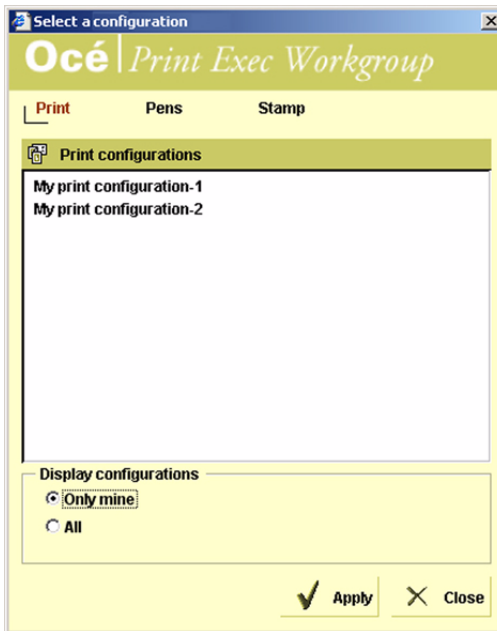 Select a configuration
Océ Print Exec Workgroup
Print Pens Stamp
Print configurations
My print configuration-1
My print configuration-2
Display configurations
Only mine
All
Apply Close